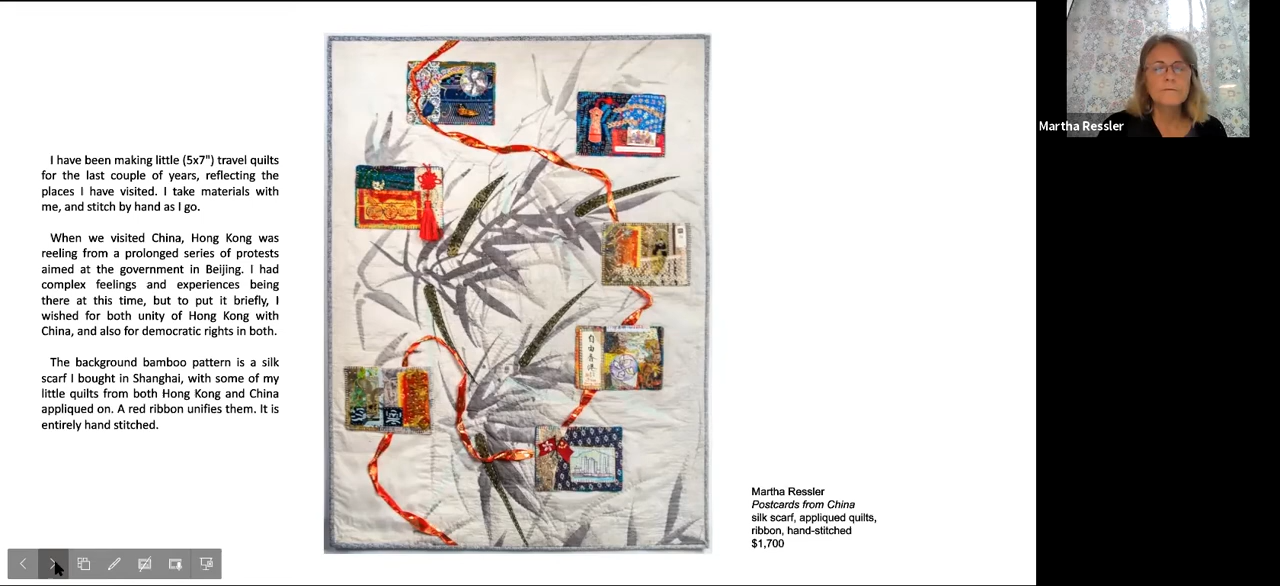 I have been making little (5x7") travel quilts
for the last couple of years, reflecting the
places I have visited. I take materials with
me, and stitch by hand as I go.
When we visited China, Hong Kong was
reeling from a prolonged series of protests
aimed at the government in Beijing. I had
complex feelings and experiences being
there at this time, but to put it briefly, I
wished for both unity of Hong Kong with
China, and also for democratic rights in both.
The background bamboo pattern is a silk
scarf I bought in Shanghai, with some of my
little quilts from both Hong Kong and China
appliqued on. A red ribbon unifies them. It is
entirely hand stitched.
自由香港
Martha Ressler
Postcards from China
silk scarf, appliqued quilts,
ribbon, hand-stitched
$1,700
Martha Ressler